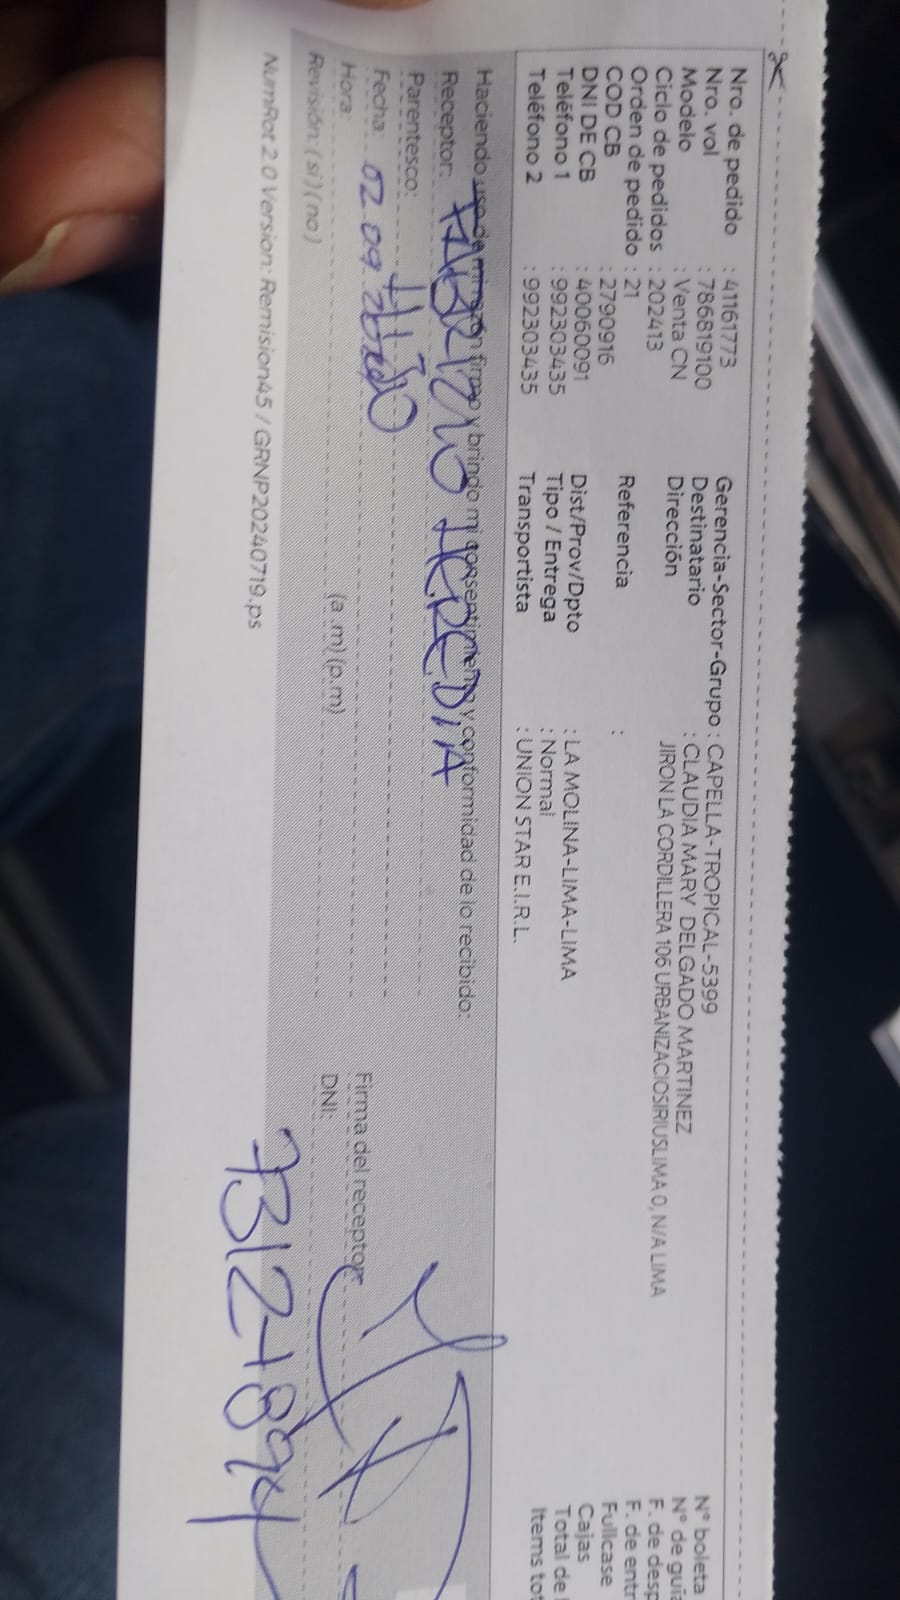 Nro. de pedido : 41161773
Nro. vol : 786819100
Modelo : Venta CN
Ciclo de pedidos : 202413
Orden de pedido : 21
COD CB : 2790916
DNI DE CB : 40060091
Teléfono 1 : 992303435
Teléfono 2 : 992303435
Gerencia-Sector-Grupo : CAPELLA-TROPICAL-5399
Destinatario : CLAUDIA MARY DELGADO MARTINEZ
Dirección JIRON LA CORDILLERA 106 URBANIZACIOSIRIUSLIMA 0, N/A LIMA
Referencia :
Dist/Prov/Dpto : LA MOLINA-LIMA-LIMA
Tipo / Entrega : Normal
Transportista : UNION STAR E.I.R.L.
N° boleta
N° de guia
F. de desp
F. de entr
Fullcase
Cajas
Total de
Items tot
Haciendo uso de mi razón firmo y brindo mi consentimiento y conformidad de lo recibido:
Receptor: HEREDIA
Parentesco: HIJO
Fecha: 02.09.
Hora: (a.m) (p.m)
Revisión: (si) (no)
Firma del receptor:
DNI:
NumRot 2.0 Version: Remision45 / GRNP20240719.ps